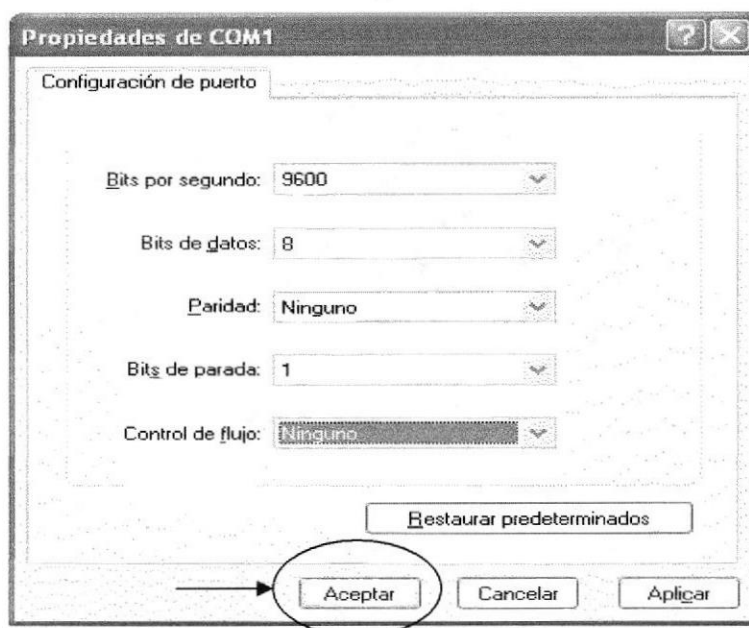 Propiedades de COM1
Configuración de puerto
Bits por segundo: 9600
Bits de datos: 8
Paridad: Ninguno
Bits de parada: 1
Control de flujo: Ninguno
Restaurar predeterminados
Aceptar Cancelar Aplicar